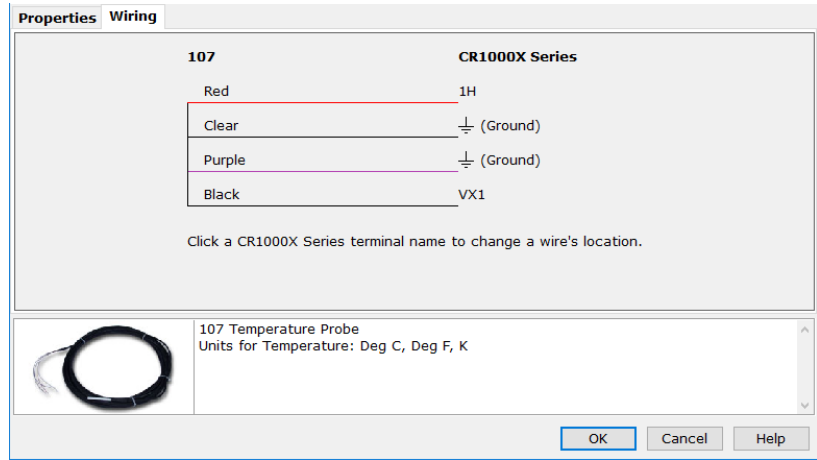 Properties Wiring
107 CR1000X Series
Red 1H
Clear ⏚ (Ground)
Purple ⏚ (Ground)
Black VX1
Click a CR1000X Series terminal name to change a wire's location.
107 Temperature Probe
Units for Temperature: Deg C, Deg F, K
OK Cancel Help